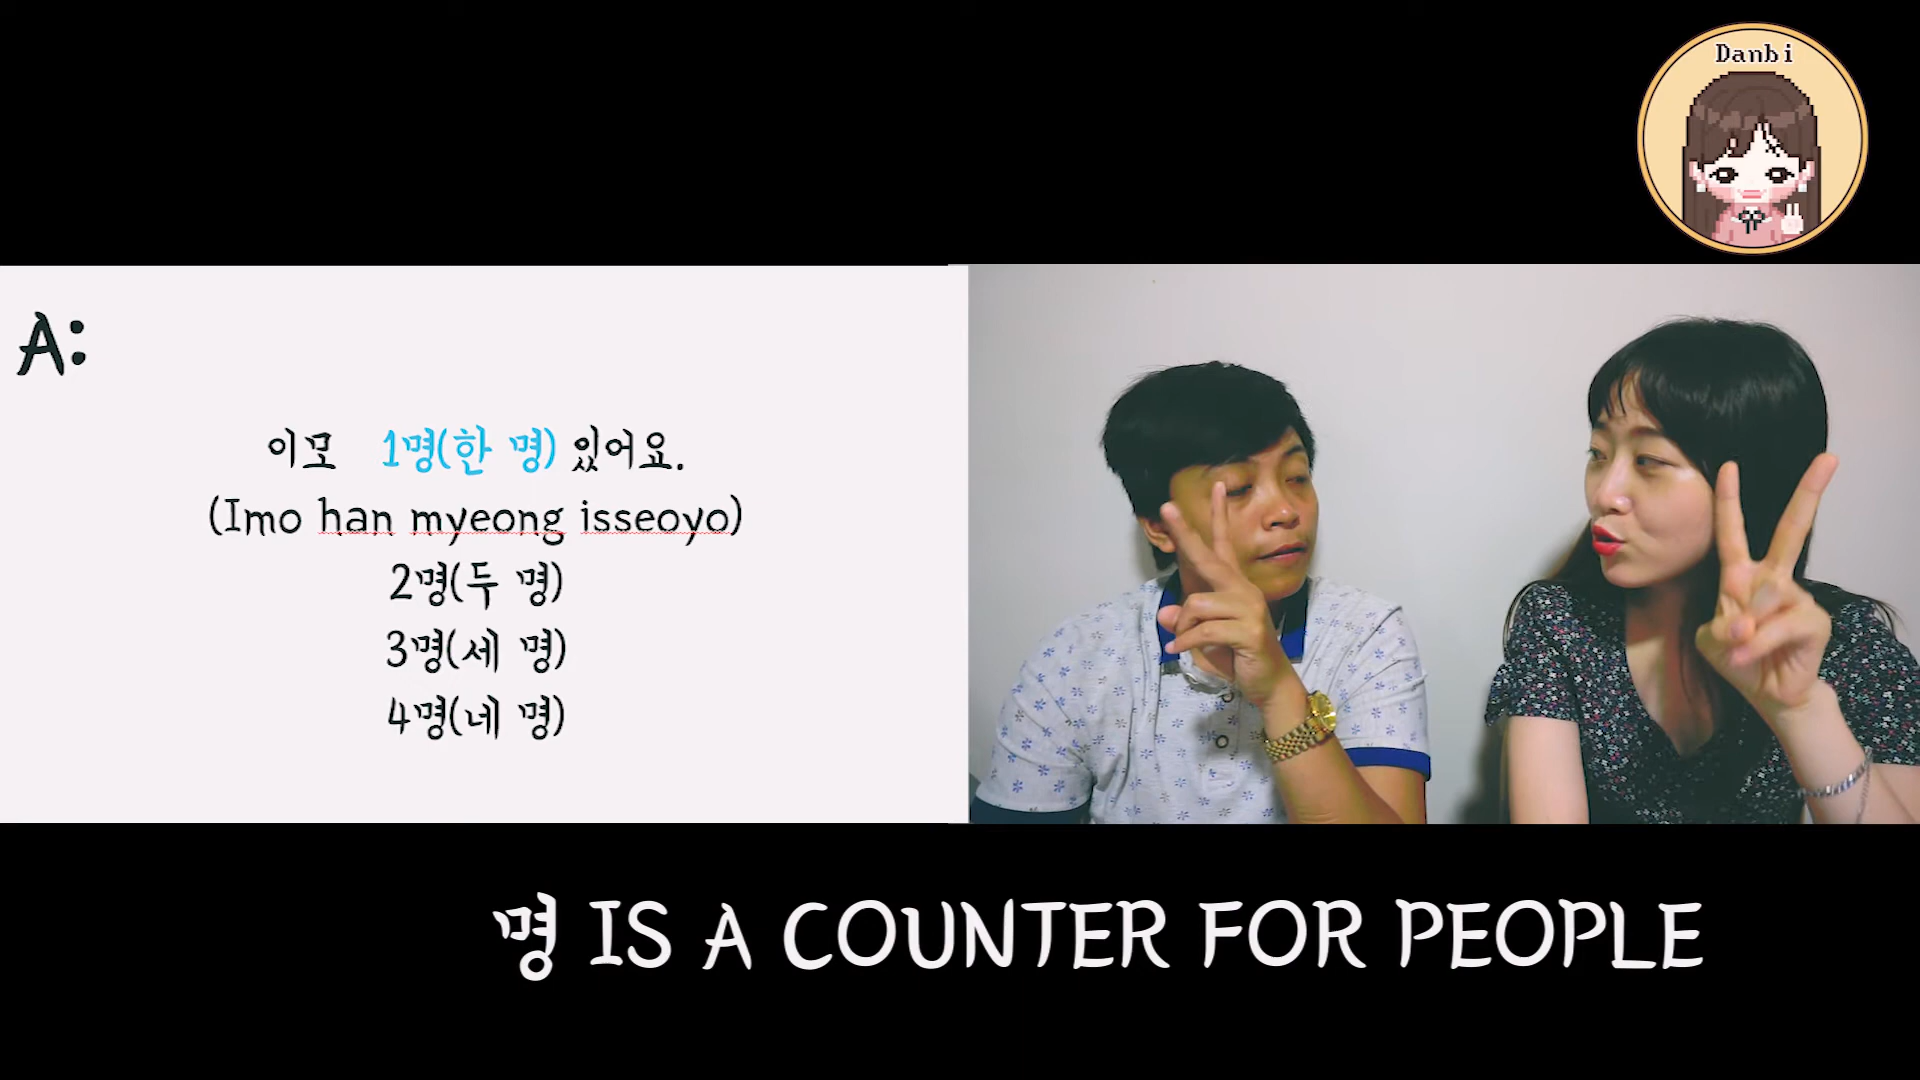 Danbi
A:
이모 1명(한 명) 있어요.
(Imo han myeong isseoyo)
2명(두 명)
3명(세 명)
4명(네 명)
명 IS A COUNTER FOR PEOPLE